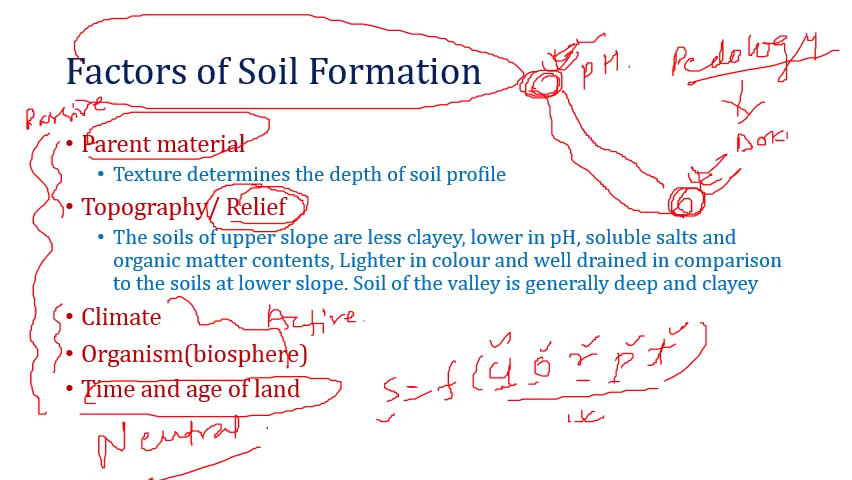 Factors of Soil Formation
pH.
Pedology
Passive
• Parent material
DOK
• Texture determines the depth of soil profile
• Topography/ Relief
• The soils of upper slope are less clayey, lower in pH, soluble salts and
organic matter contents, Lighter in colour and well drained in comparison
to the soils at lower slope. Soil of the valley is generally deep and clayey
• Climate
Active.
• Organism(biosphere)
• Time and age of land
s = f (cl o r p t)
Neutral.